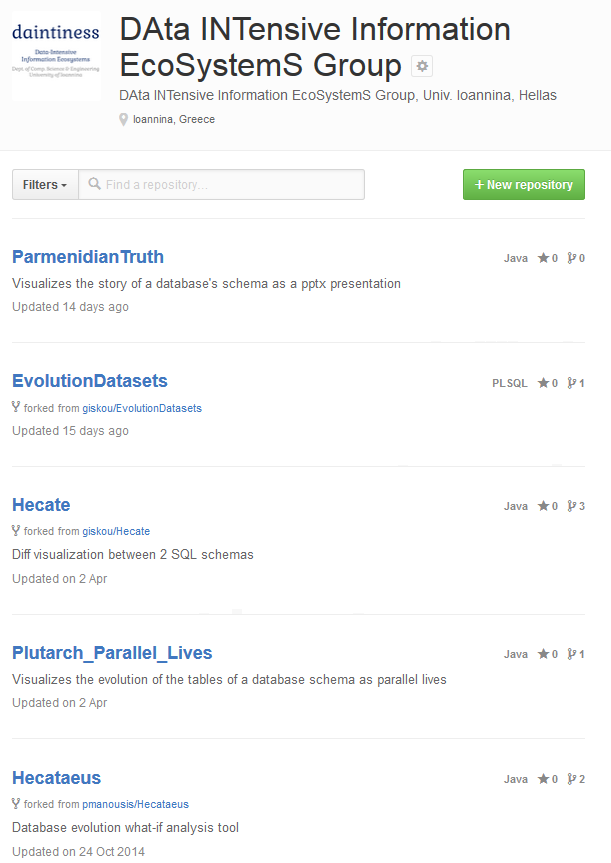 daintiness
Data-Intensive
Information Ecosystems
Dept. of Comp. Science & Engineering
University of Ioannina
DAta INTensive Information
EcoSystemS Group
DAta INTensive Information EcoSystemS Group, Univ. Ioannina, Hellas
Ioannina, Greece
Filters
Find a repository...
+ New repository
ParmenidianTruth Java 0 0
Visualizes the story of a database's schema as a pptx presentation
Updated 14 days ago
EvolutionDatasets PLSQL 0 1
forked from giskou/EvolutionDatasets
Updated 15 days ago
Hecate Java 0 3
forked from giskou/Hecate
Diff visualization between 2 SQL schemas
Updated on 2 Apr
Plutarch_Parallel_Lives Java 0 1
Visualizes the evolution of the tables of a database schema as parallel lives
Updated on 2 Apr
Hecataeus Java 0 2
forked from pmanousis/Hecataeus
Database evolution what-if analysis tool
Updated on 24 Oct 2014